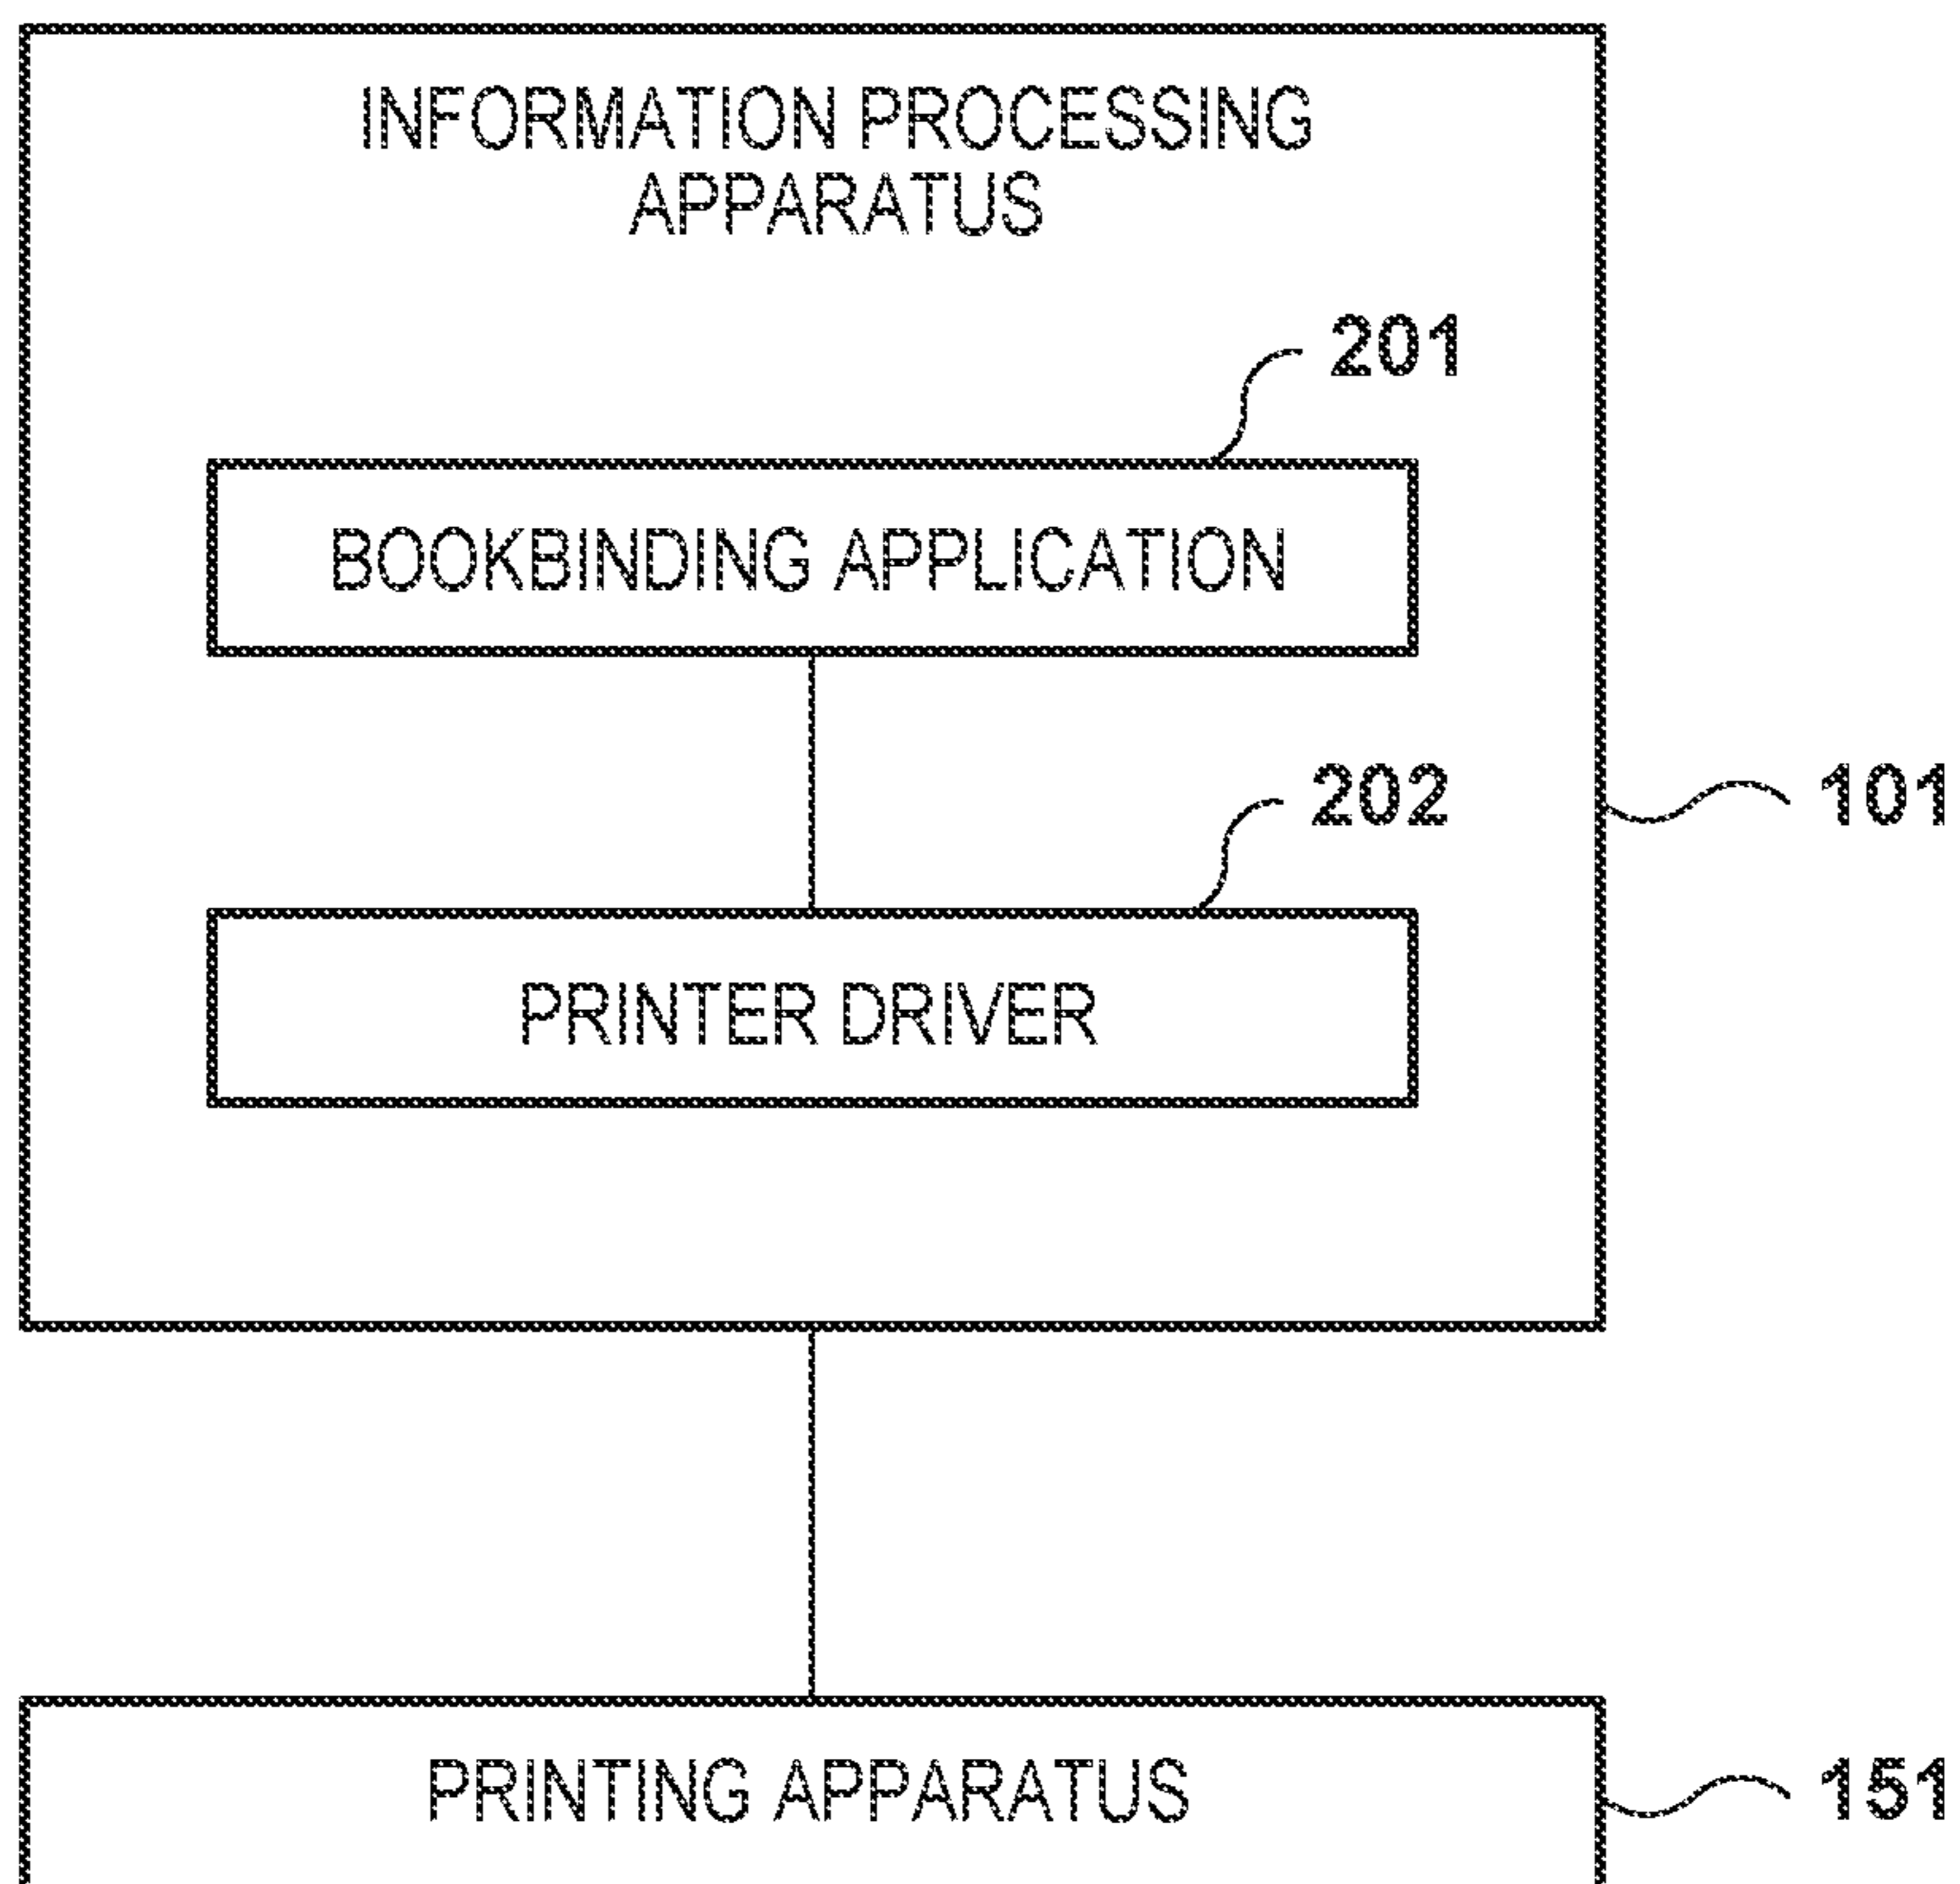 INFORMATION PROCESSING
APPARATUS
201
BOOKBINDING APPLICATION
202
101
PRINTER DRIVER
PRINTING APPARATUS
151